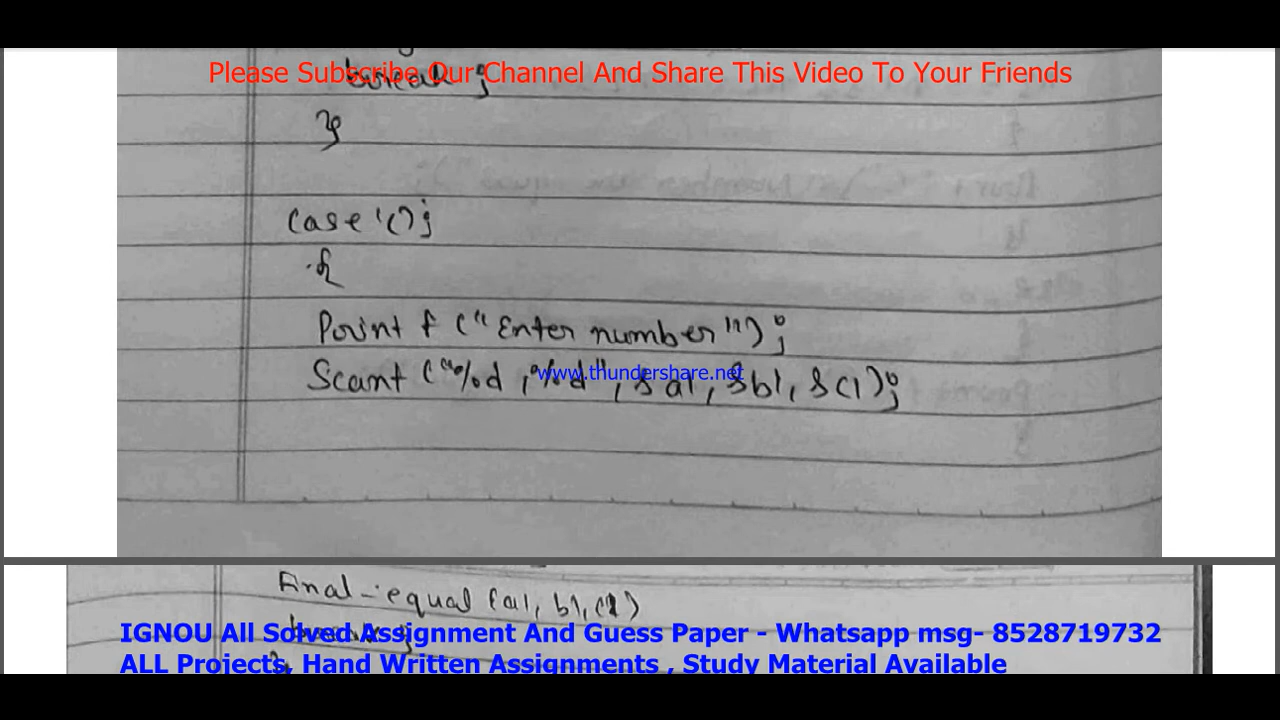 Please Subscribe Our Channel And Share This Video To Your Friends
break ;
}
case '(');
{
Point f ("Enter number");
Scant ("%d , %d", & a1, & b1, & c1);
www.thundershare.net
Final - equal (a1, b1, c1)
IGNOU All Solved Assignment And Guess Paper - Whatsapp msg- 8528719732
ALL Projects, Hand Written Assignments , Study Material Available